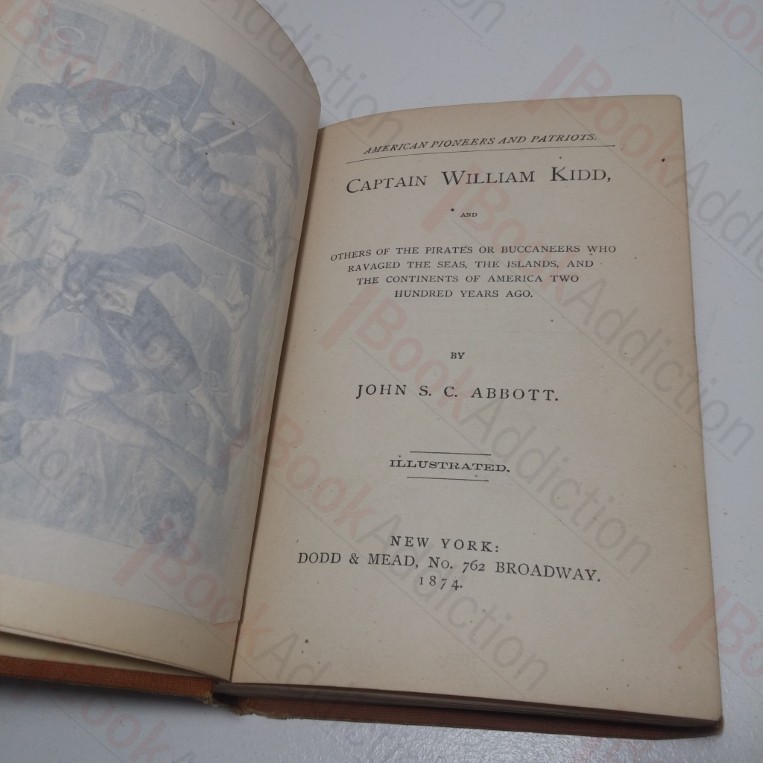 AMERICAN PIONEERS AND PATRIOTS.
CAPTAIN WILLIAM KIDD,
AND
OTHERS OF THE PIRATES OR BUCCANEERS WHO
RAVAGED THE SEAS, THE ISLANDS, AND
THE CONTINENTS OF AMERICA TWO
HUNDRED YEARS AGO.
BY
JOHN S. C. ABBOTT.
ILLUSTRATED.
NEW YORK:
DODD & MEAD, No. 762 BROADWAY.
1874.
BookAddiction